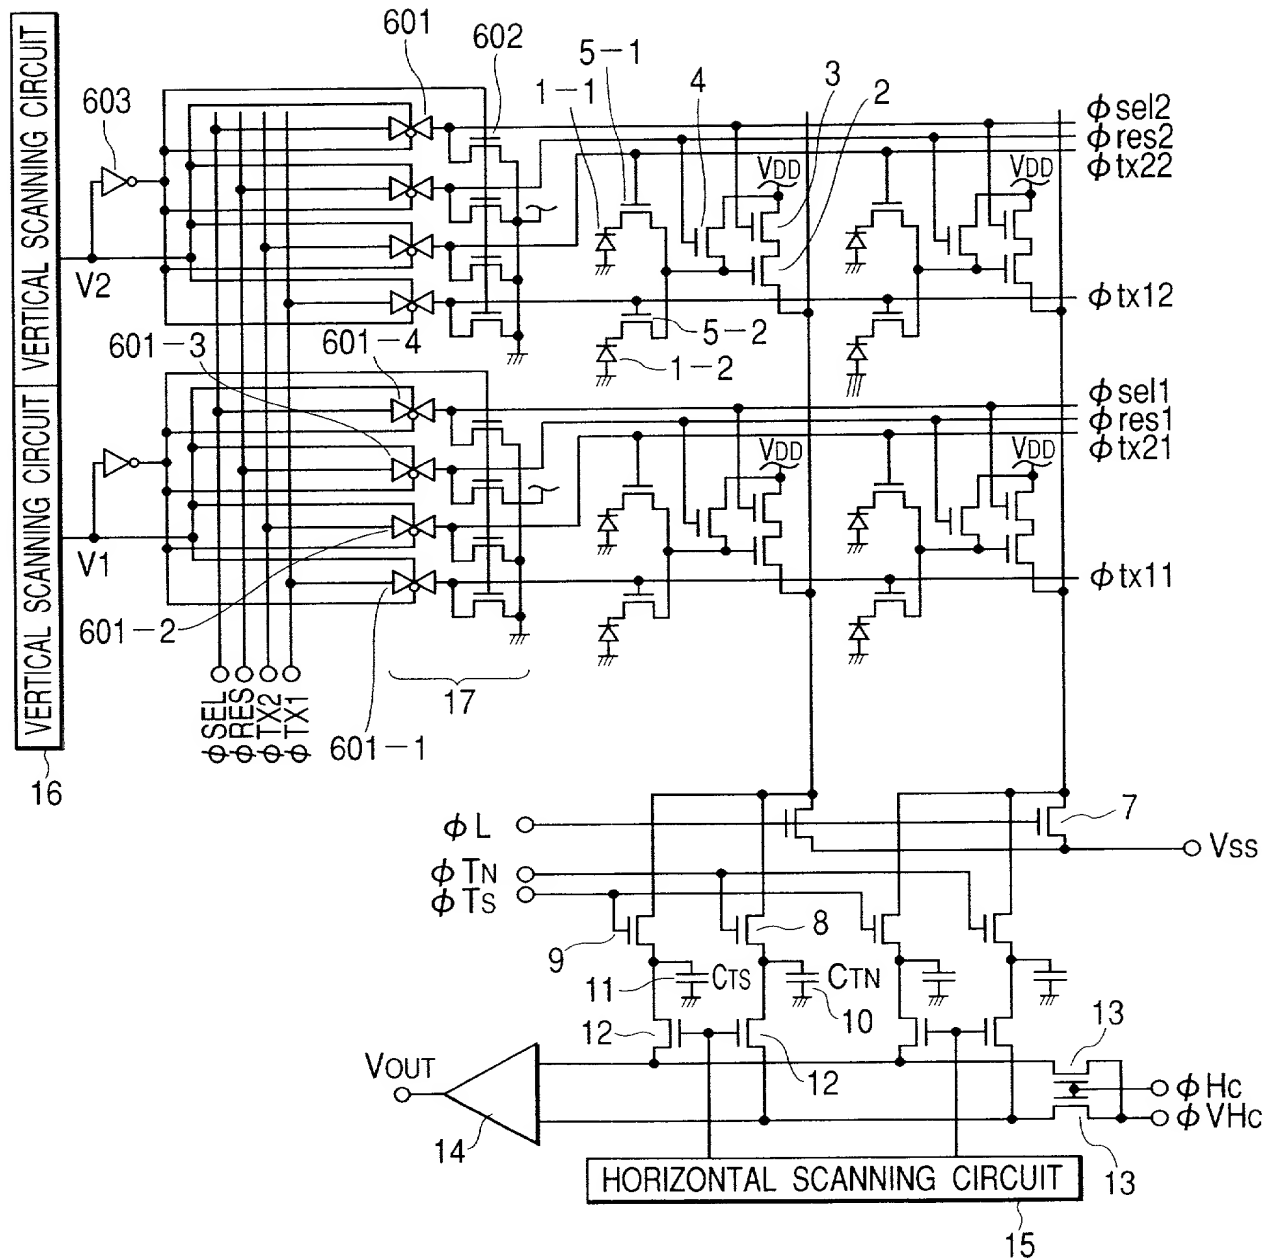 VERTICAL SCANNING CIRCUIT
VERTICAL SCANNING CIRCUIT
16
603
601
602
5-1
1-1
4
3
2
ϕsel2
ϕres2
ϕtx22
VDD
VDD
V2
ϕtx12
5-2
1-2
601-3
601-4
ϕsel1
ϕres1
ϕtx21
VDD
VDD
V1
ϕtx11
601-2
17
601-1
ϕSEL
ϕRES
ϕTX2
ϕTX1
ϕL
7
VSS
ϕTN
ϕTS
9
8
11
CTS
CTN
10
12
12
13
VOUT
ϕHC
ϕVHC
14
13
HORIZONTAL SCANNING CIRCUIT
15